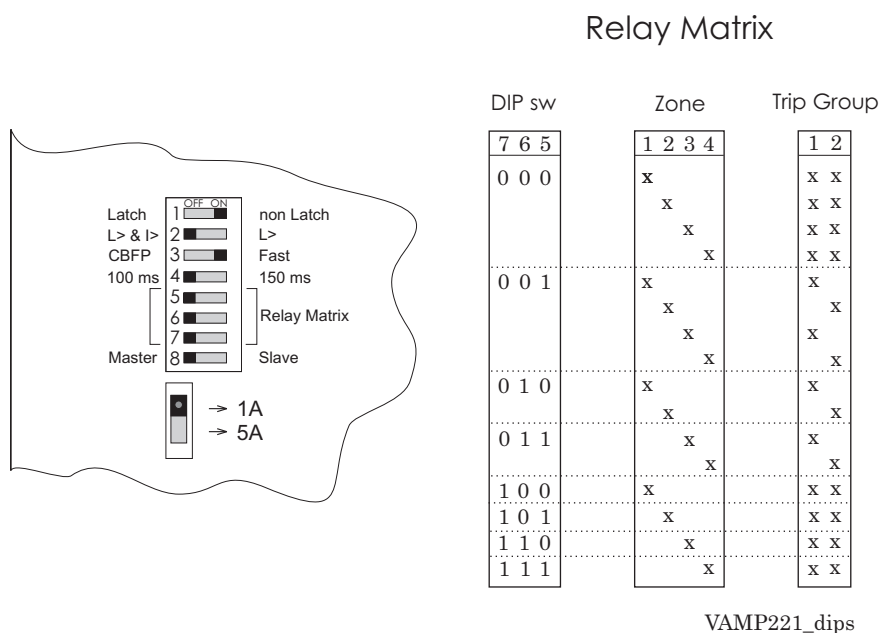 Relay Matrix
DIP sw Zone Trip Group
7 6 5 1 2 3 4 1 2
0 0 0 x x x
x x x
x x x
x x x
0 0 1 x x
x x
x x
x x
0 1 0 x x
x x
0 1 1 x x
x x
1 0 0 x x x
1 0 1 x x x
1 1 0 x x x
1 1 1 x x x
OFF ON
Latch 1 non Latch
L> & I> 2 L>
CBFP 3 Fast
100 ms 4 150 ms
5
6 Relay Matrix
7
Master 8 Slave
→ 1A
→ 5A
VAMP221_dips